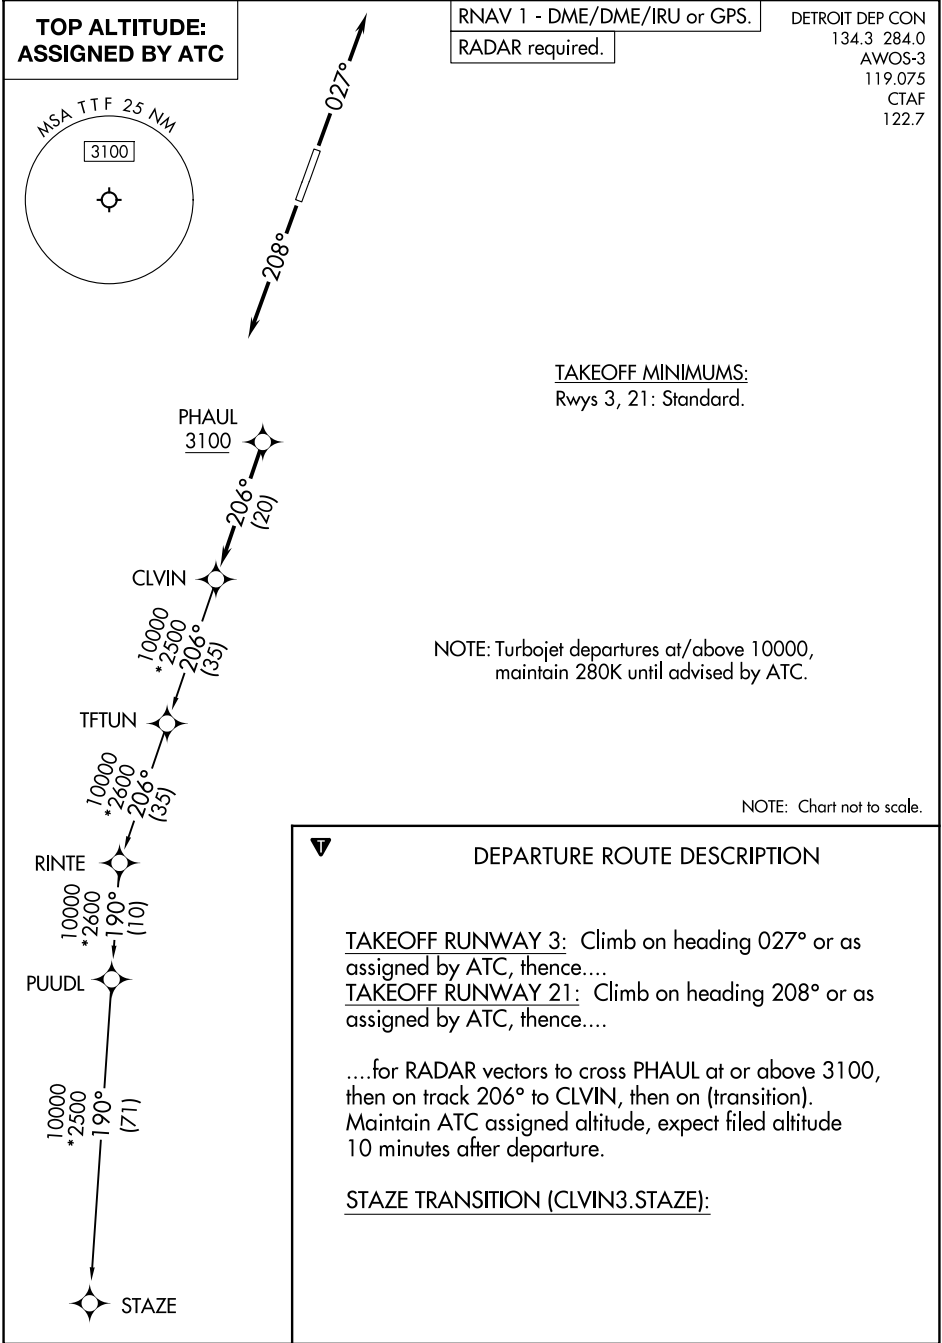 TOP ALTITUDE:
ASSIGNED BY ATC
RNAV 1 - DME/DME/IRU or GPS.
RADAR required.
DETROIT DEP CON
134.3 284.0
AWOS-3
119.075
CTAF
122.7
MSA TTF 25 NM
3100
027°
208°
TAKEOFF MINIMUMS:
Rwys 3, 21: Standard.
PHAUL
3100
206°
(20)
CLVIN
10000
*2500
206°
(35)
NOTE: Turbojet departures at/above 10000,
maintain 280K until advised by ATC.
TFTUN
10000
*2600
206°
(35)
NOTE: Chart not to scale.
RINTE
10000
*2600
190°
(10)
PUUDL
10000
*2500
190°
(71)
STAZE
T
DEPARTURE ROUTE DESCRIPTION
TAKEOFF RUNWAY 3: Climb on heading 027° or as
assigned by ATC, thence....
TAKEOFF RUNWAY 21: Climb on heading 208° or as
assigned by ATC, thence....
....for RADAR vectors to cross PHAUL at or above 3100,
then on track 206° to CLVIN, then on (transition).
Maintain ATC assigned altitude, expect filed altitude
10 minutes after departure.
STAZE TRANSITION (CLVIN3.STAZE):